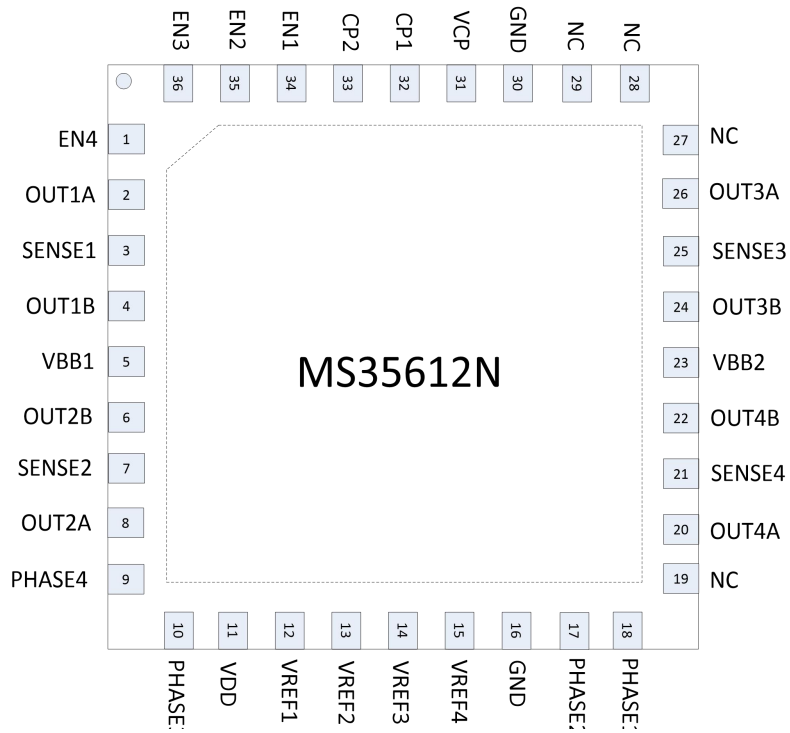 EN3
EN2
EN1
CP2
CP1
VCP
GND
NC
NC
36
35
34
33
32
31
30
29
28
EN4 1
OUT1A 2
SENSE1 3
OUT1B 4
VBB1 5
OUT2B 6
SENSE2 7
OUT2A 8
PHASE4 9
MS35612N
27 NC
26 OUT3A
25 SENSE3
24 OUT3B
23 VBB2
22 OUT4B
21 SENSE4
20 OUT4A
19 NC
10
11
12
13
14
15
16
17
18
VDD
VREF1
VREF2
VREF3
VREF4
GND
PHASE2